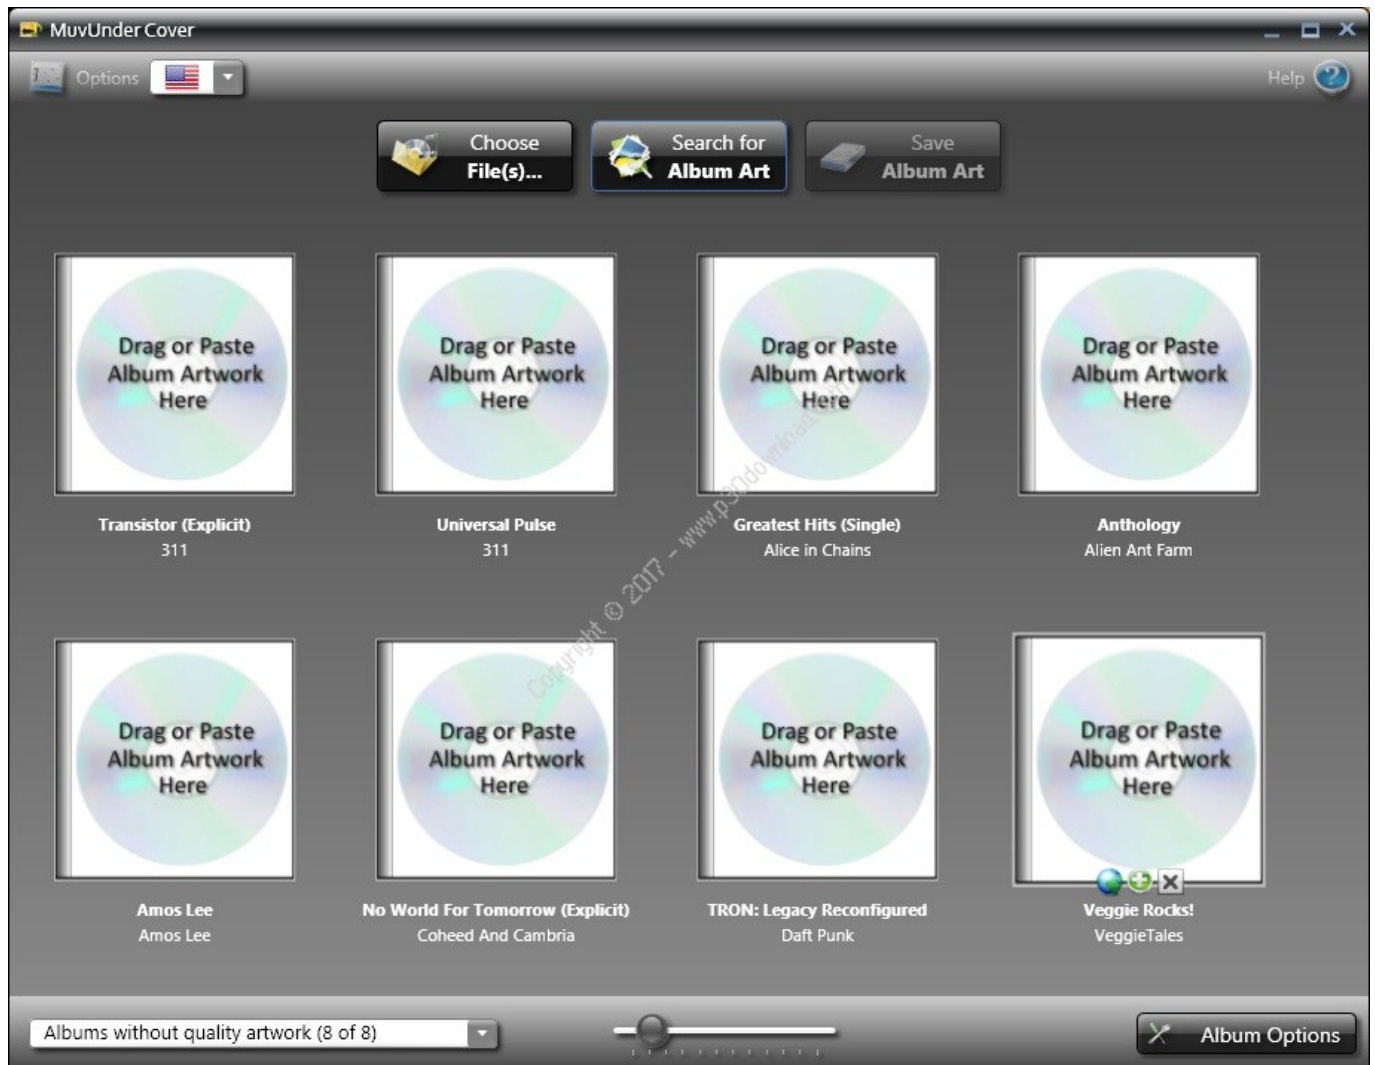 MuvUnder Cover
Options
Help
Choose
File(s)...
Search for
Album Art
Save
Album Art
Drag or Paste
Album Artwork
Here
Drag or Paste
Album Artwork
Here
Drag or Paste
Album Artwork
Here
Drag or Paste
Album Artwork
Here
Transistor (Explicit)
311
Universal Pulse
311
Greatest Hits (Single)
Alice in Chains
Anthology
Alien Ant Farm
Copyright © 2017 - www.p30download.com
Drag or Paste
Album Artwork
Here
Drag or Paste
Album Artwork
Here
Drag or Paste
Album Artwork
Here
Drag or Paste
Album Artwork
Here
Amos Lee
Amos Lee
No World For Tomorrow (Explicit)
Coheed And Cambria
TRON: Legacy Reconfigured
Daft Punk
Veggie Rocks!
VeggieTales
Albums without quality artwork (8 of 8)
Album Options